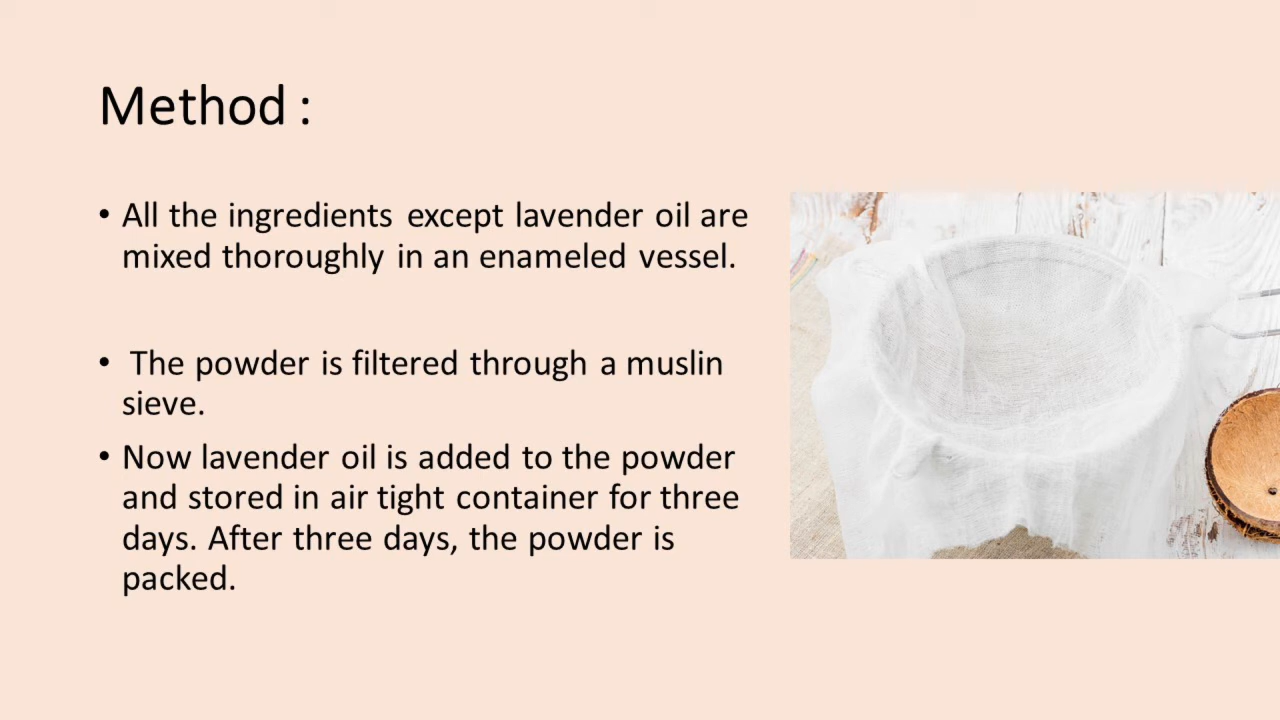 Method :
• All the ingredients except lavender oil are
mixed thoroughly in an enameled vessel.
• The powder is filtered through a muslin
sieve.
• Now lavender oil is added to the powder
and stored in air tight container for three
days. After three days, the powder is
packed.